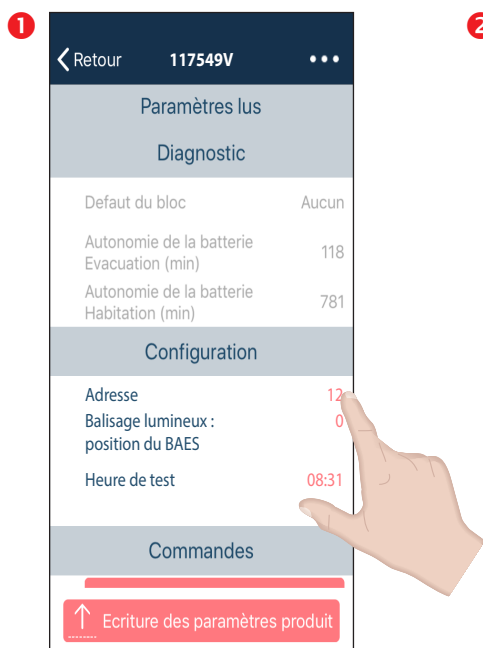 1
2
Retour 117549V
Paramètres lus
Diagnostic
Defaut du bloc Aucun
Autonomie de la batterie
Evacuation (min) 118
Autonomie de la batterie
Habitation (min) 781
Configuration
Adresse 12
Balisage lumineux : 0
position du BAES
Heure de test 08:31
Commandes
Ecriture des paramètres produit